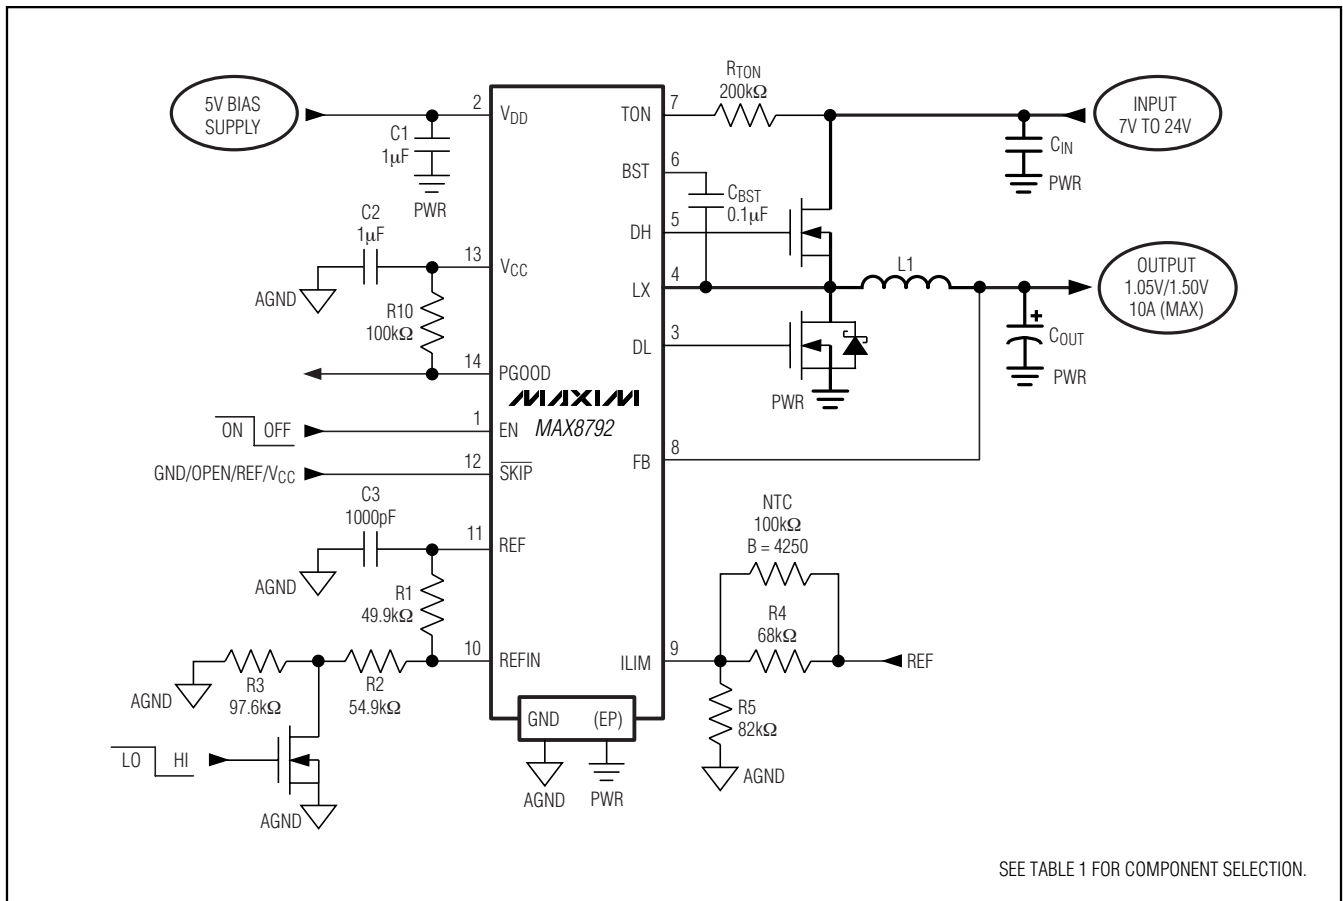 5V BIAS
SUPPLY
2
VDD
C1
1µF
PWR
C2
1µF
13
VCC
AGND
R10
100kΩ
14
PGOOD
MAXIM
MAX8792
ON OFF
1
EN
GND/OPEN/REF/VCC
12
SKIP
C3
1000pF
11
REF
AGND
R1
49.9kΩ
10
REFIN
R3
97.6kΩ
R2
54.9kΩ
AGND
LO HI
AGND
GND (EP)
AGND
PWR
RTON
200kΩ
TON
7
INPUT
7V TO 24V
CIN
PWR
BST
6
CBST
0.1µF
DH
5
LX
4
L1
OUTPUT
1.05V/1.50V
10A (MAX)
COUT
+
PWR
DL
3
PWR
FB
8
NTC
100kΩ
B = 4250
R4
68kΩ
ILIM
9
REF
R5
82kΩ
AGND
SEE TABLE 1 FOR COMPONENT SELECTION.